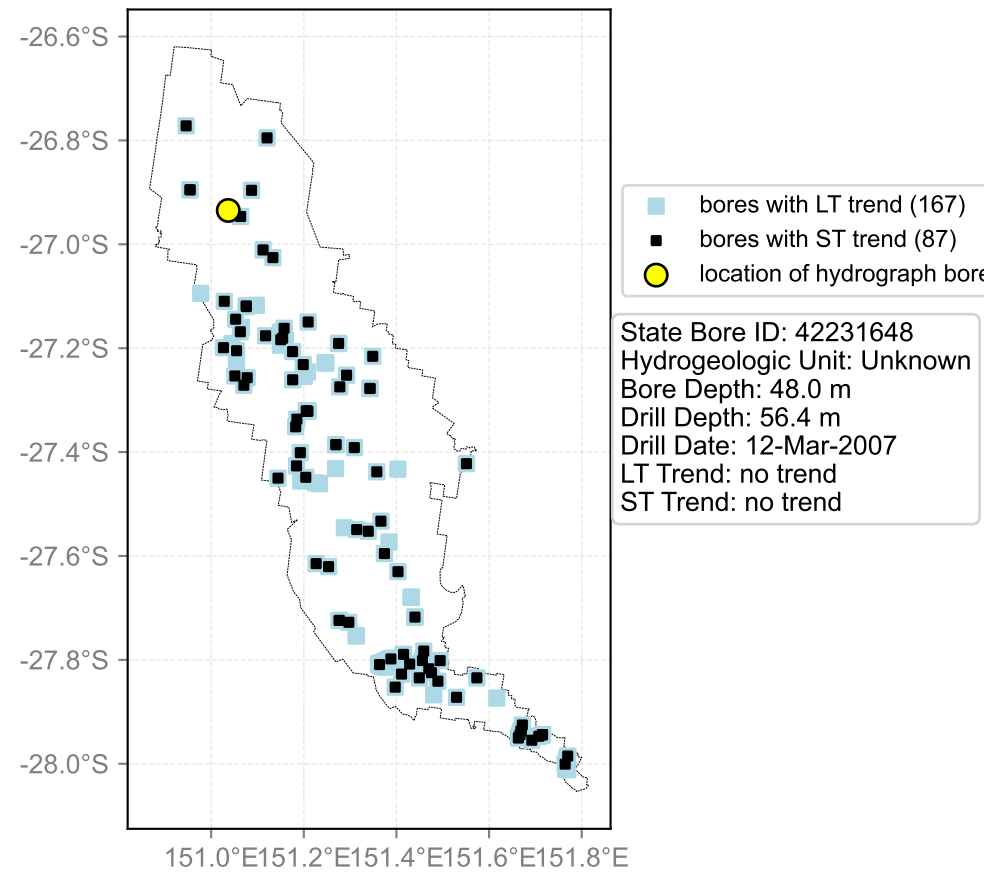 -26.6°S
-26.8°S
-27.0°S
-27.2°S
-27.4°S
-27.6°S
-27.8°S
-28.0°S
151.0°E151.2°E151.4°E151.6°E151.8°E
bores with LT trend (167)
bores with ST trend (87)
location of hydrograph bore
State Bore ID: 42231648
Hydrogeologic Unit: Unknown
Bore Depth: 48.0 m
Drill Depth: 56.4 m
Drill Date: 12-Mar-2007
LT Trend: no trend
ST Trend: no trend